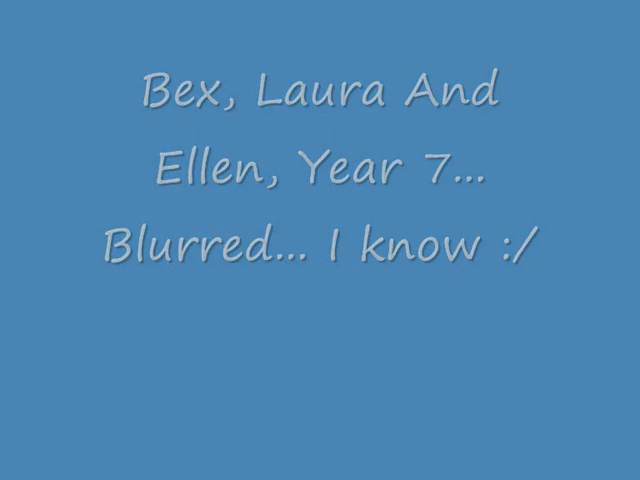 Bex, Laura And
Ellen, Year 7...
Blurred... I know :/